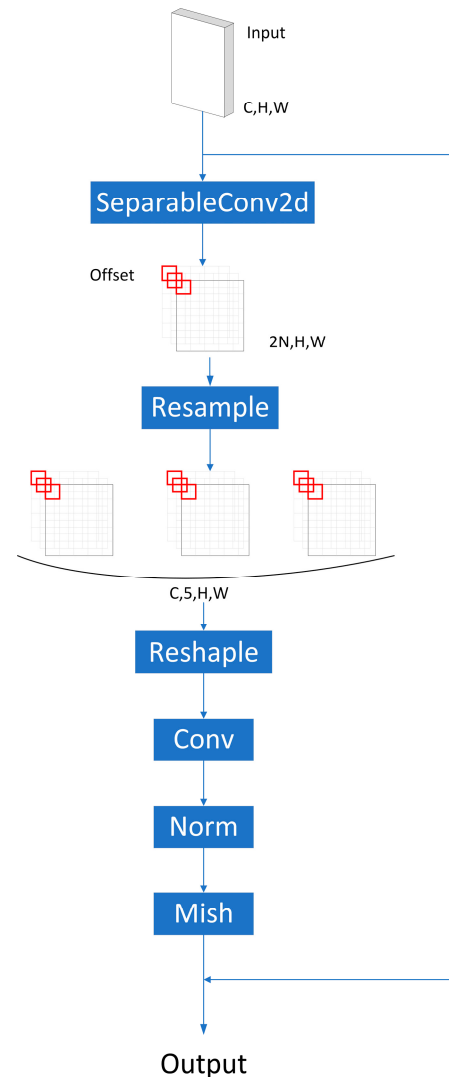 Input
C,H,W
SeparableConv2d
Offset
2N,H,W
Resample
C,5,H,W
Reshaple
Conv
Norm
Mish
Output